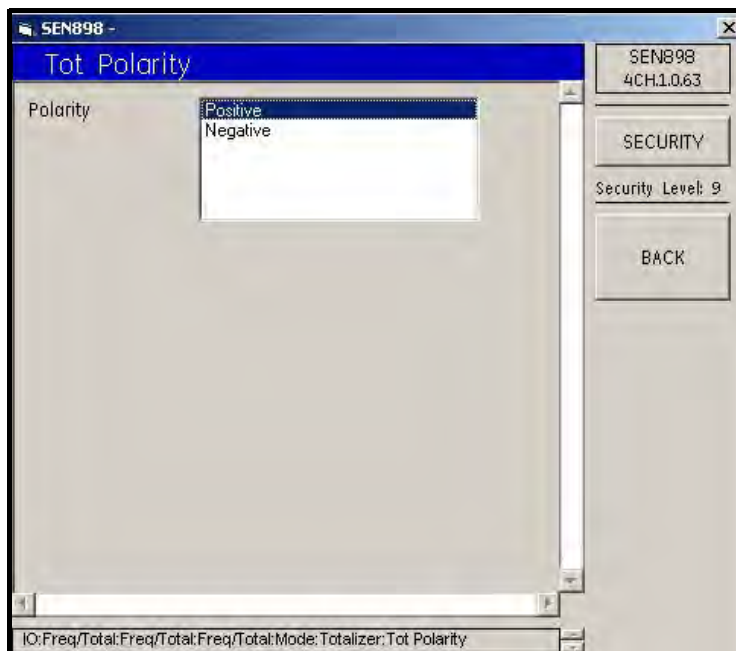 SEN898 -
Tot Polarity
Polarity
Positive
Negative
SEN898
4CH.1.0.63
SECURITY
Security Level: 9
BACK
IO:Freq/Total:Freq/Total:Freq/Total:Mode:Totalizer:Tot Polarity